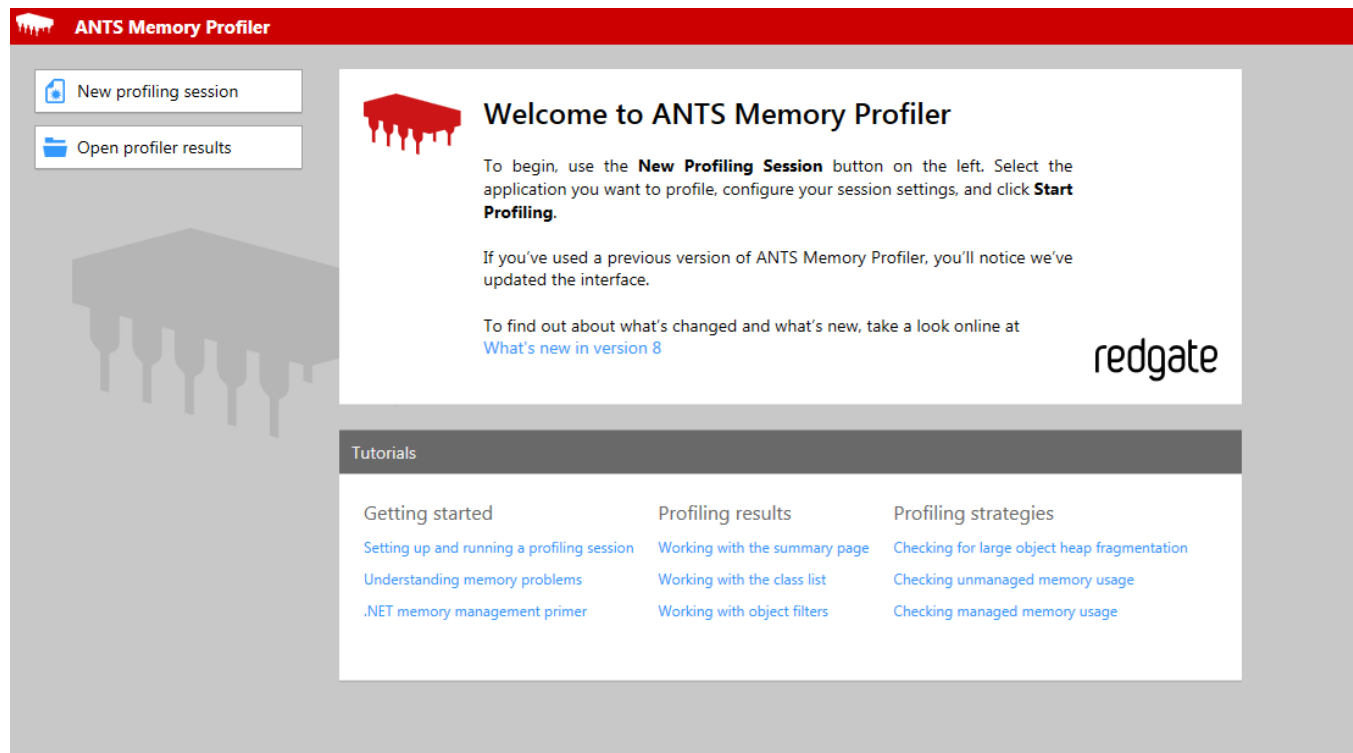 ANTS Memory Profiler
New profiling session
Open profiler results
Welcome to ANTS Memory Profiler
To begin, use the New Profiling Session button on the left. Select the
application you want to profile, configure your session settings, and click Start
Profiling.
If you've used a previous version of ANTS Memory Profiler, you'll notice we've
updated the interface.
To find out about what's changed and what's new, take a look online at
What's new in version 8
redgate
Tutorials
Getting started
Setting up and running a profiling session
Understanding memory problems
.NET memory management primer
Profiling results
Working with the summary page
Working with the class list
Working with object filters
Profiling strategies
Checking for large object heap fragmentation
Checking unmanaged memory usage
Checking managed memory usage